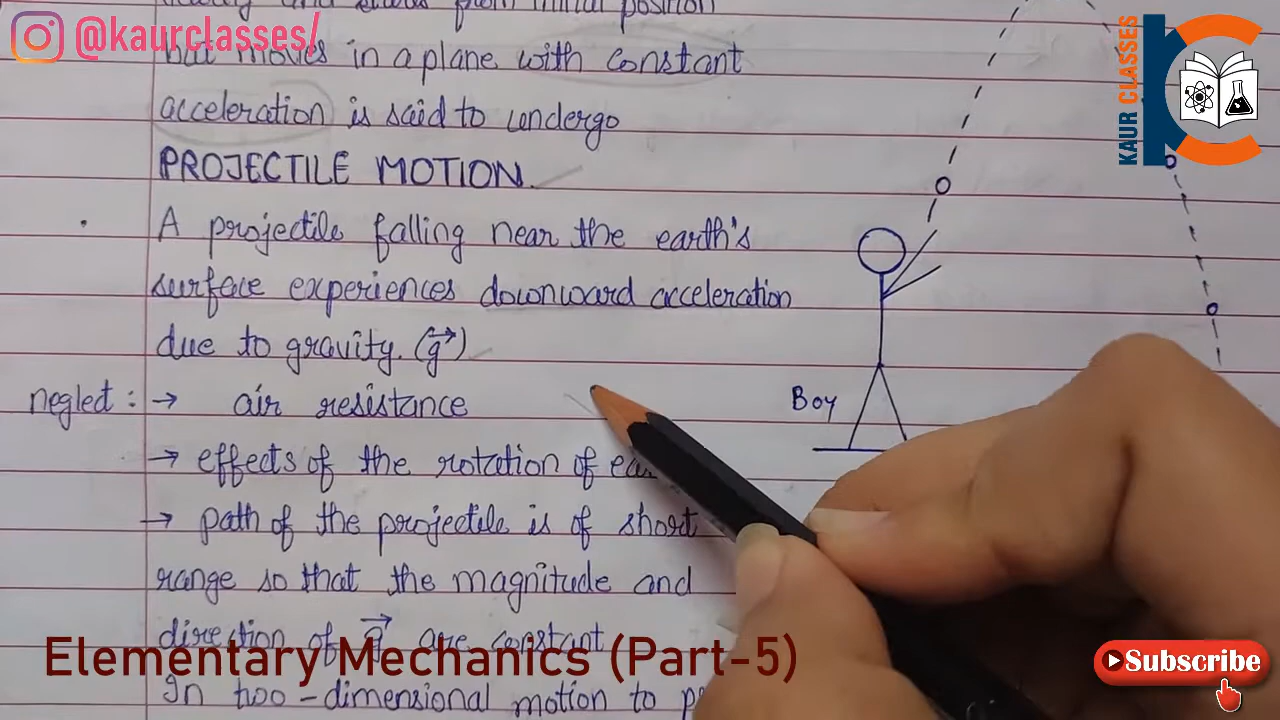 @kaurclasses/
from initial position
but moves in a plane with constant
acceleration is said to undergo
PROJECTILE MOTION.
A projectile falling near the earth's
surface experiences downward acceleration
due to gravity. (g→)
neglect : → air resistance
→ effects of the rotation of
→ path of the projectile is of short
range so that the magnitude and
direction of g→ are constant
In two-dimensional motion to
Boy
KAUR CLASSES
Elementary Mechanics (Part-5)
Subscribe